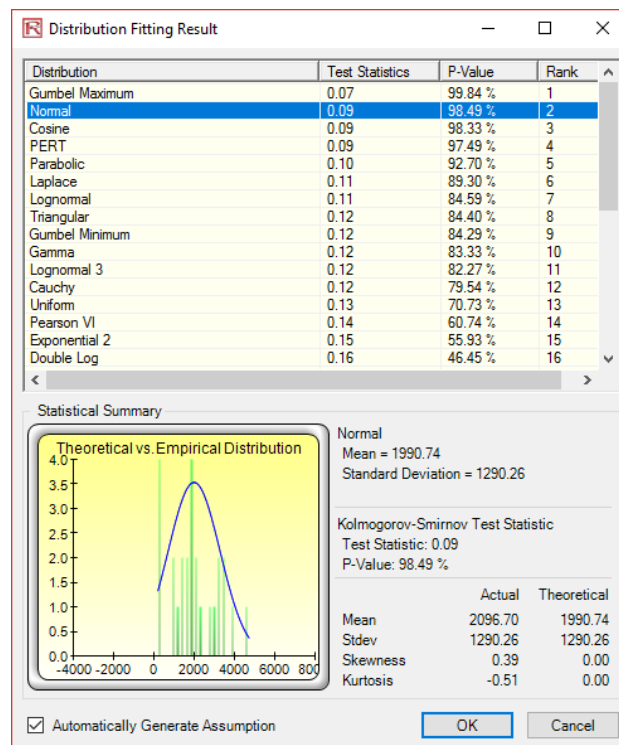 Distribution Fitting Result
Distribution Test Statistics P-Value Rank
Gumbel Maximum 0.07 99.84 % 1
Normal 0.09 98.49 % 2
Cosine 0.09 98.33 % 3
PERT 0.09 97.49 % 4
Parabolic 0.10 92.70 % 5
Laplace 0.11 89.30 % 6
Lognormal 0.11 84.59 % 7
Triangular 0.12 84.40 % 8
Gumbel Minimum 0.12 84.29 % 9
Gamma 0.12 83.33 % 10
Lognormal 3 0.12 82.27 % 11
Cauchy 0.12 79.54 % 12
Uniform 0.13 70.73 % 13
Pearson VI 0.14 60.74 % 14
Exponential 2 0.15 55.93 % 15
Double Log 0.16 46.45 % 16
Statistical Summary
Theoretical vs. Empirical Distribution
4.0
3.5
3.0
2.5
2.0
1.5
1.0
0.5
0.0
-4000 -2000 0 2000 4000 6000 800
Normal
Mean = 1990.74
Standard Deviation = 1290.26
Kolmogorov-Smirnov Test Statistic
Test Statistic: 0.09
P-Value: 98.49 %
Actual Theoretical
Mean 2096.70 1990.74
Stdev 1290.26 1290.26
Skewness 0.39 0.00
Kurtosis -0.51 0.00
Automatically Generate Assumption
OK
Cancel